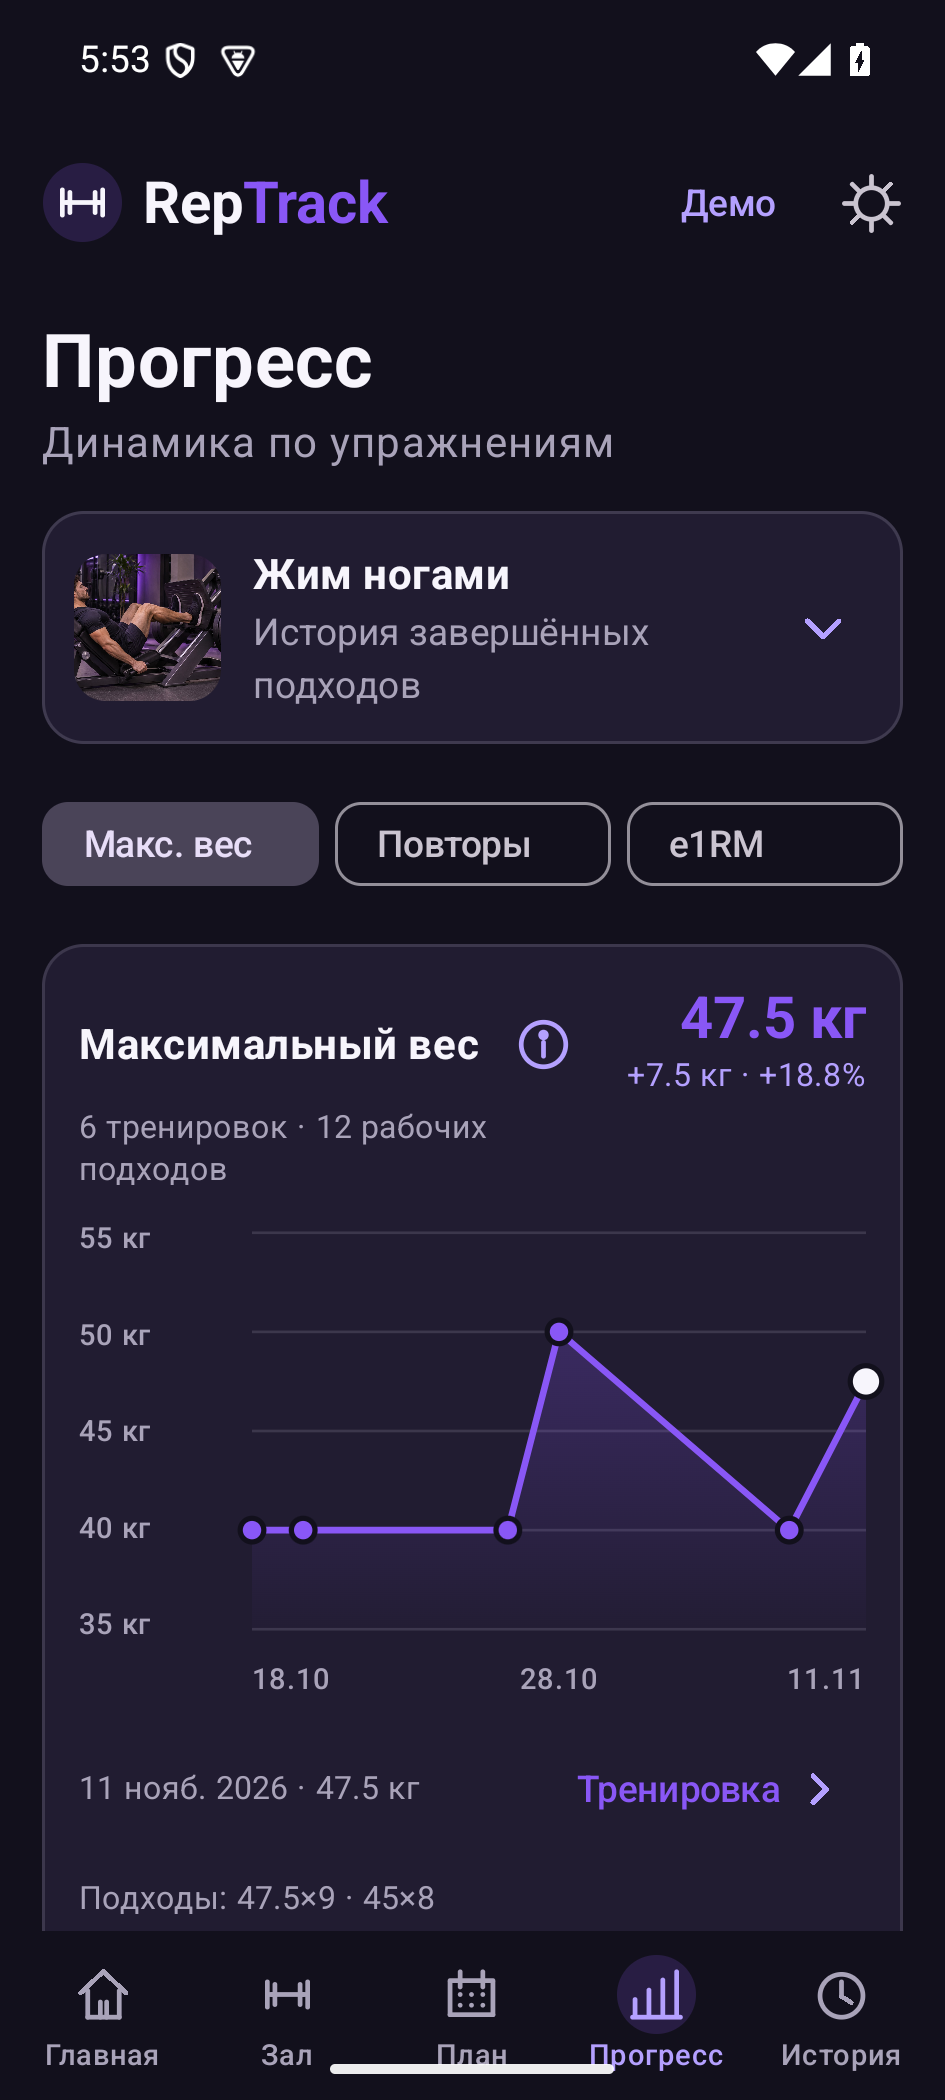 5:53
RepTrack
Демо
Прогресс
Динамика по упражнениям
Жим ногами
История завершённых
подходов
Макс. вес
Повторы
e1RM
Максимальный вес
47.5 кг
+7.5 кг · +18.8%
6 тренировок · 12 рабочих
подходов
55 кг
50 кг
45 кг
40 кг
35 кг
18.10
28.10
11.11
11 нояб. 2026 · 47.5 кг
Тренировка
Подходы: 47.5×9 · 45×8
Главная
Зал
План
Прогресс
История